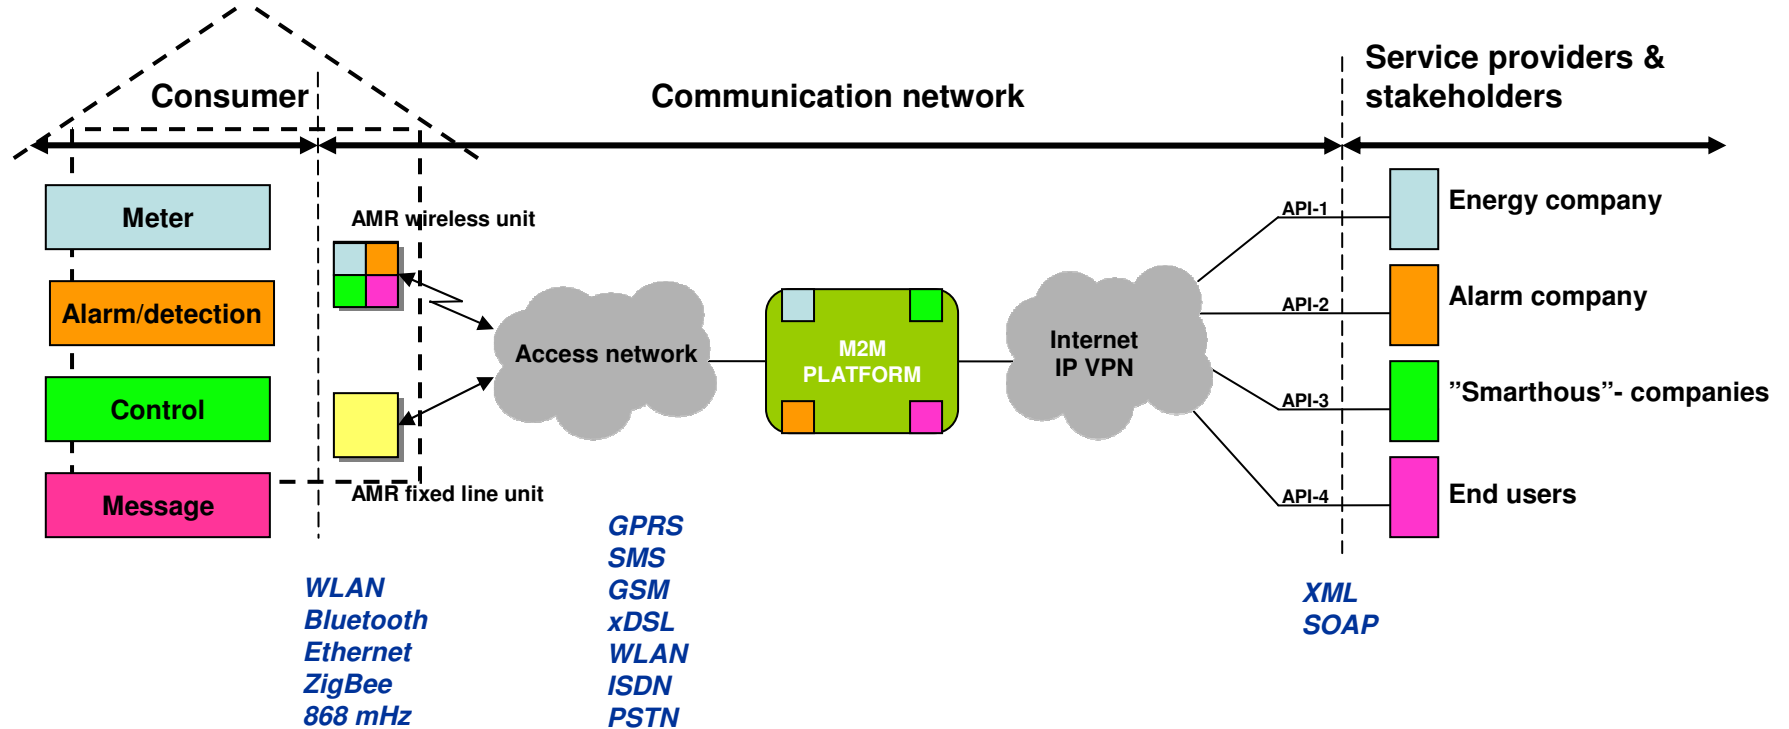 Consumer
Communication network
Service providers &
stakeholders
Meter
Alarm/detection
Control
Message
AMR wireless unit
AMR fixed line unit
Access network
M2M
PLATFORM
Internet
IP VPN
API-1
API-2
API-3
API-4
Energy company
Alarm company
”Smarthous”- companies
End users
WLAN
Bluetooth
Ethernet
ZigBee
868 mHz
GPRS
SMS
GSM
xDSL
WLAN
ISDN
PSTN
XML
SOAP